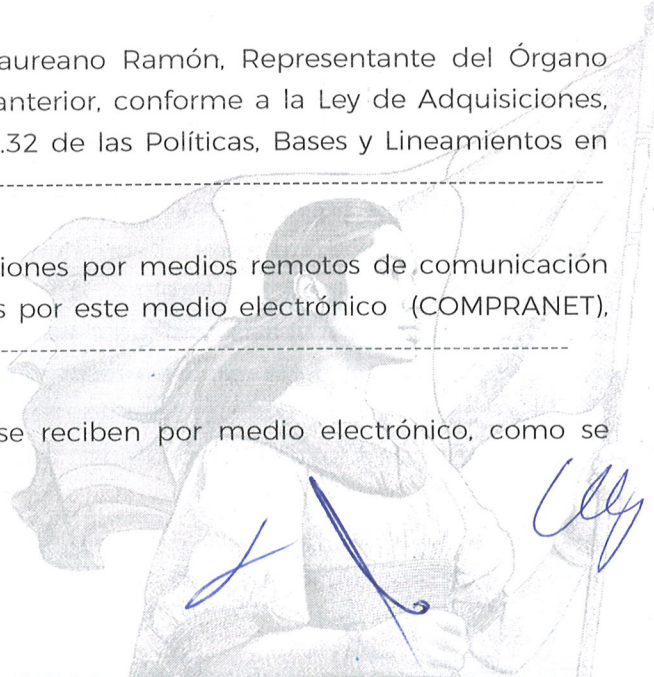 aureano Ramón, Representante del Órgano
anterior, conforme a la Ley de Adquisiciones,
.32 de las Políticas, Bases y Lineamientos en
iones por medios remotos de comunicación
s por este medio electrónico (COMPRANET),
se reciben por medio electrónico, como se